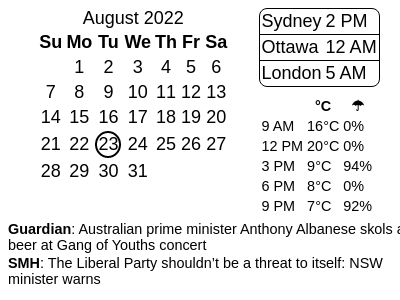 August 2022
Su Mo Tu We Th Fr Sa
1 2 3 4 5 6
7 8 9 10 11 12 13
14 15 16 17 18 19 20
21 22 23 24 25 26 27
28 29 30 31
Sydney 2 PM
Ottawa 12 AM
London 5 AM
°C ☂
9 AM 16°C 0%
12 PM 20°C 0%
3 PM 9°C 94%
6 PM 8°C 0%
9 PM 7°C 92%
Guardian: Australian prime minister Anthony Albanese skols a
beer at Gang of Youths concert
SMH: The Liberal Party shouldn’t be a threat to itself: NSW
minister warns